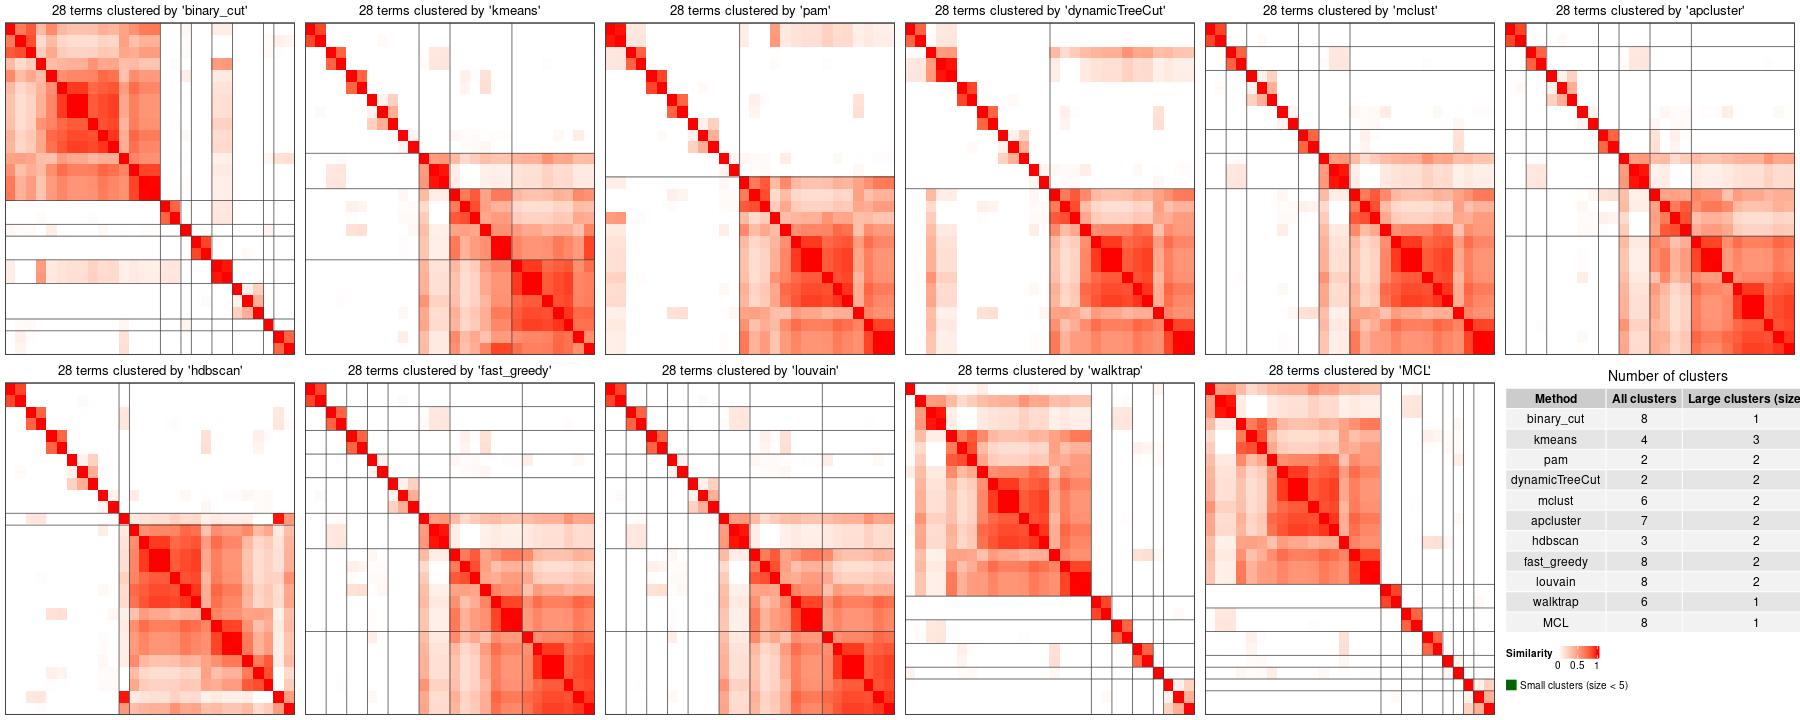 28 terms clustered by 'binary_cut'
28 terms clustered by 'kmeans'
28 terms clustered by 'pam'
28 terms clustered by 'dynamicTreeCut'
28 terms clustered by 'mclust'
28 terms clustered by 'apcluster'
28 terms clustered by 'hdbscan'
28 terms clustered by 'fast_greedy'
28 terms clustered by 'louvain'
28 terms clustered by 'walktrap'
28 terms clustered by 'MCL'
Number of clusters
Method All clusters Large clusters (size
binary_cut 8 1
kmeans 4 3
pam 2 2
dynamicTreeCut 2 2
mclust 6 2
apcluster 7 2
hdbscan 3 2
fast_greedy 8 2
louvain 8 2
walktrap 6 1
MCL 8 1
Similarity
0 0.5 1
Small clusters (size < 5)